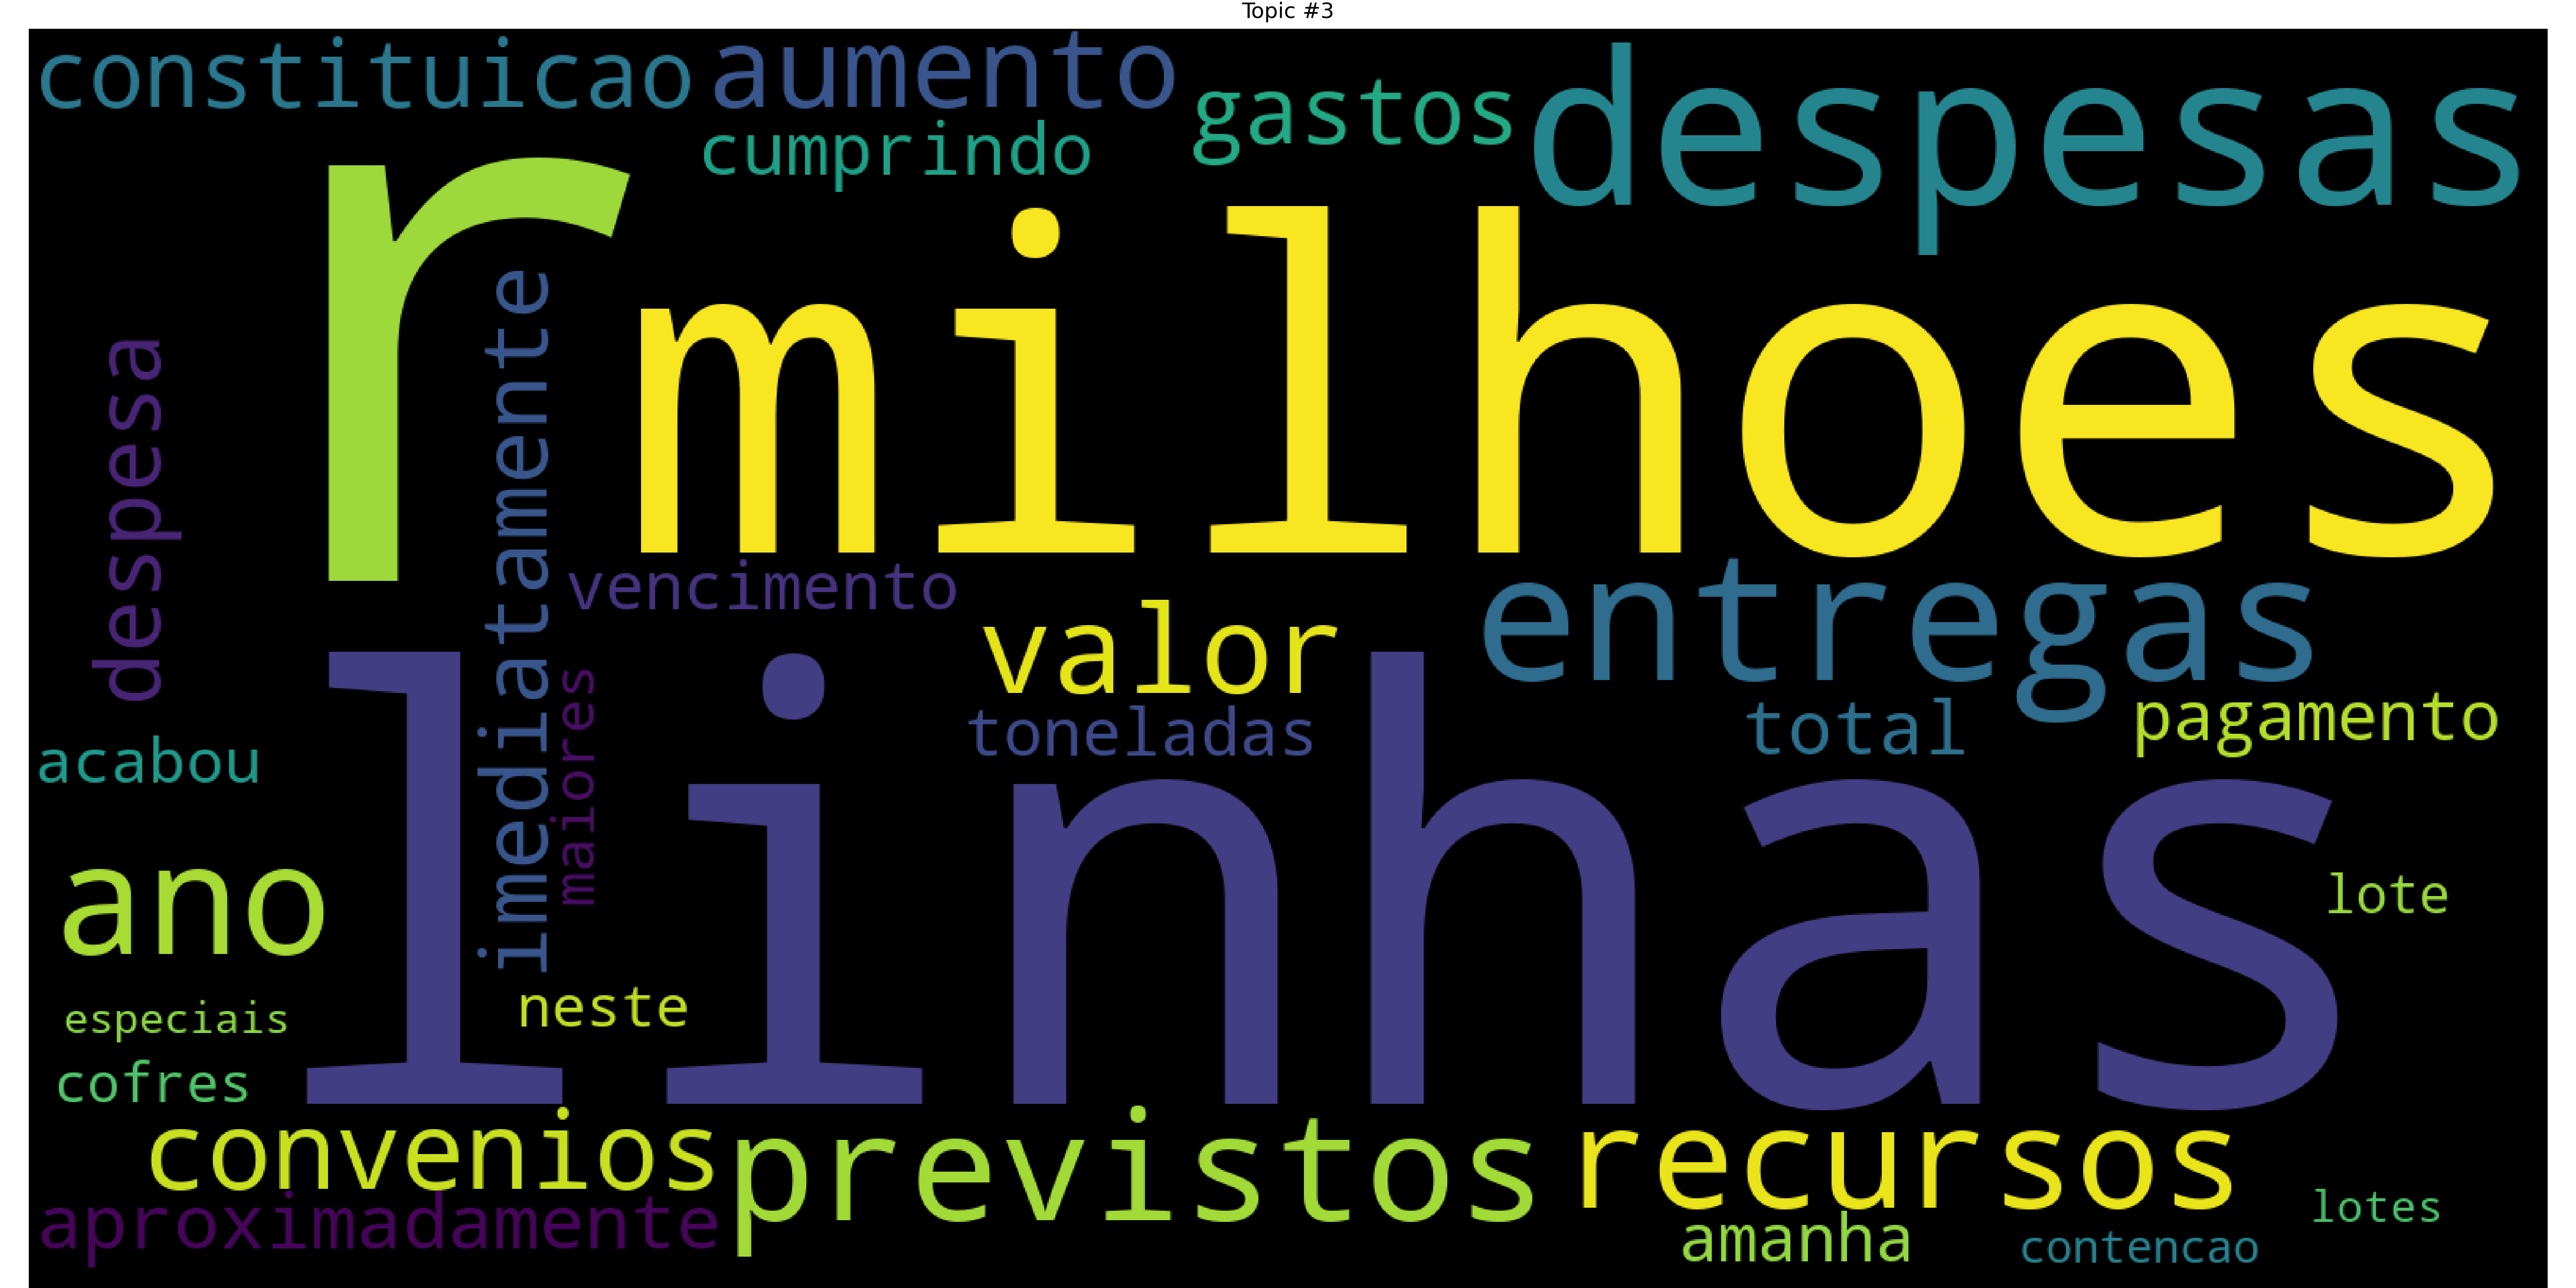 Topic #3
constituicao
aumento
gastos
despesas
cumprindo
r
milhoes
imediatamente
despesa
vencimento
valor
entregas
maiores
toneladas
total
pagamento
acabou
linhas
ano
lote
especiais
neste
cofres
convenios
previstos
recursos
aproximadamente
amanha
contencao
lotes